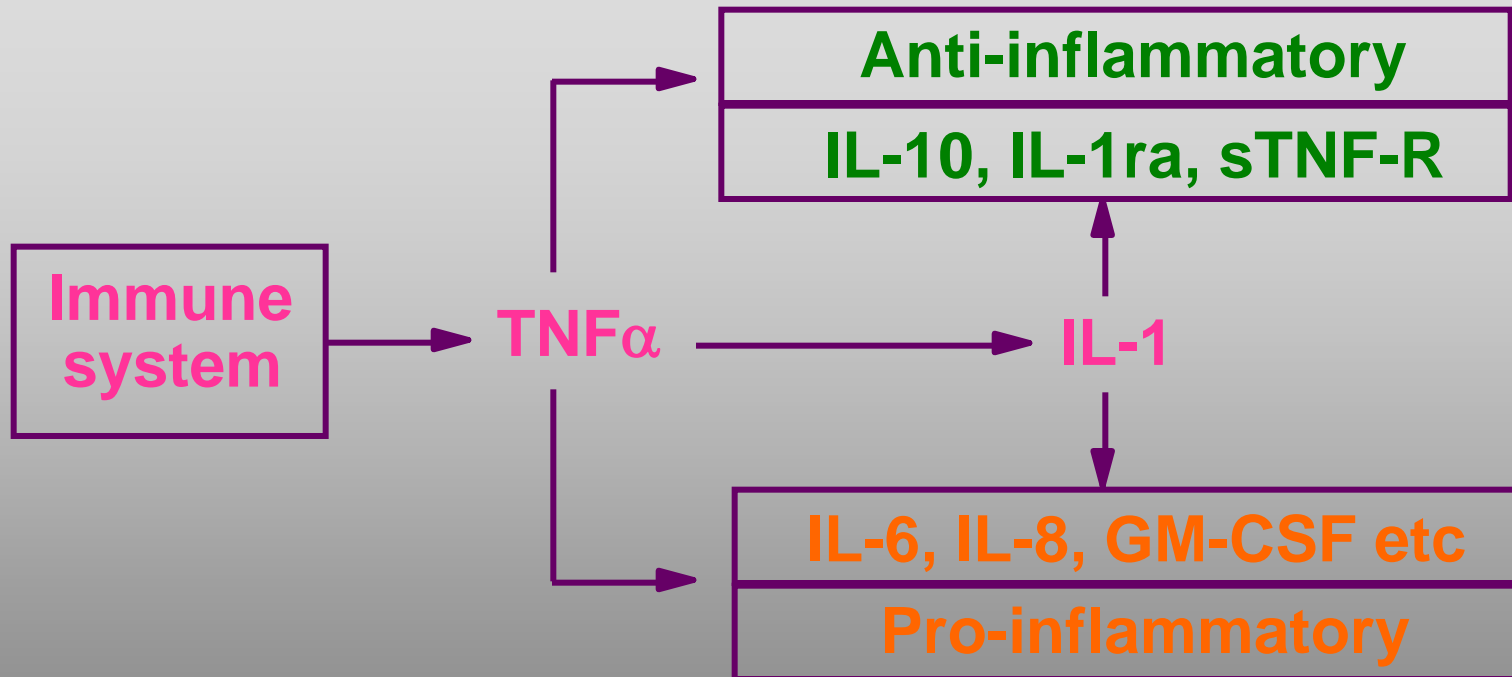 Anti-inflammatory
IL-10, IL-1ra, sTNF-R
Immune
system
TNFα
IL-1
IL-6, IL-8, GM-CSF etc
Pro-inflammatory